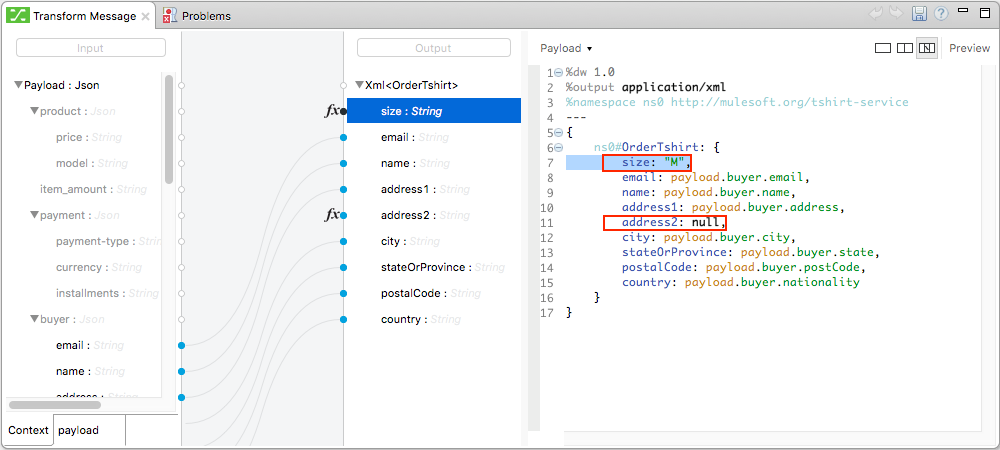 Transform Message
Problems
Input
Output
Payload
Preview
Payload : Json
product : Json
price : String
model : String
item_amount : String
payment : Json
payment-type : String
currency : String
installments : String
buyer : Json
email : String
name : String
address : String
Context
payload
Xml<OrderTshirt>
fx
size : String
email : String
name : String
address1 : String
fx
address2 : String
city : String
stateOrProvince : String
postalCode : String
country : String
1 %dw 1.0
2 %output application/xml
3 %namespace ns0 http://mulesoft.org/tshirt-service
4 ---
5 {
6 ns0#OrderTshirt: {
7 size: "M",
8 email: payload.buyer.email,
9 name: payload.buyer.name,
10 address1: payload.buyer.address,
11 address2: null,
12 city: payload.buyer.city,
13 stateOrProvince: payload.buyer.state,
14 postalCode: payload.buyer.postCode,
15 country: payload.buyer.nationality
16 }
17 }